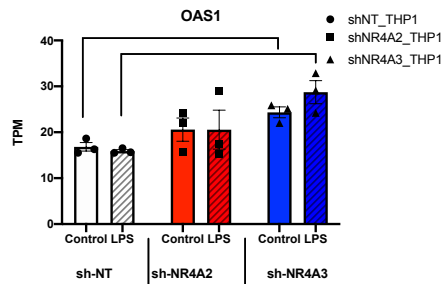 OAS1
shNT_THP1
shNR4A2_THP1
shNR4A3_THP1
TPM
40
30
20
10
0
Control LPS Control LPS Control LPS
sh-NT sh-NR4A2 sh-NR4A3